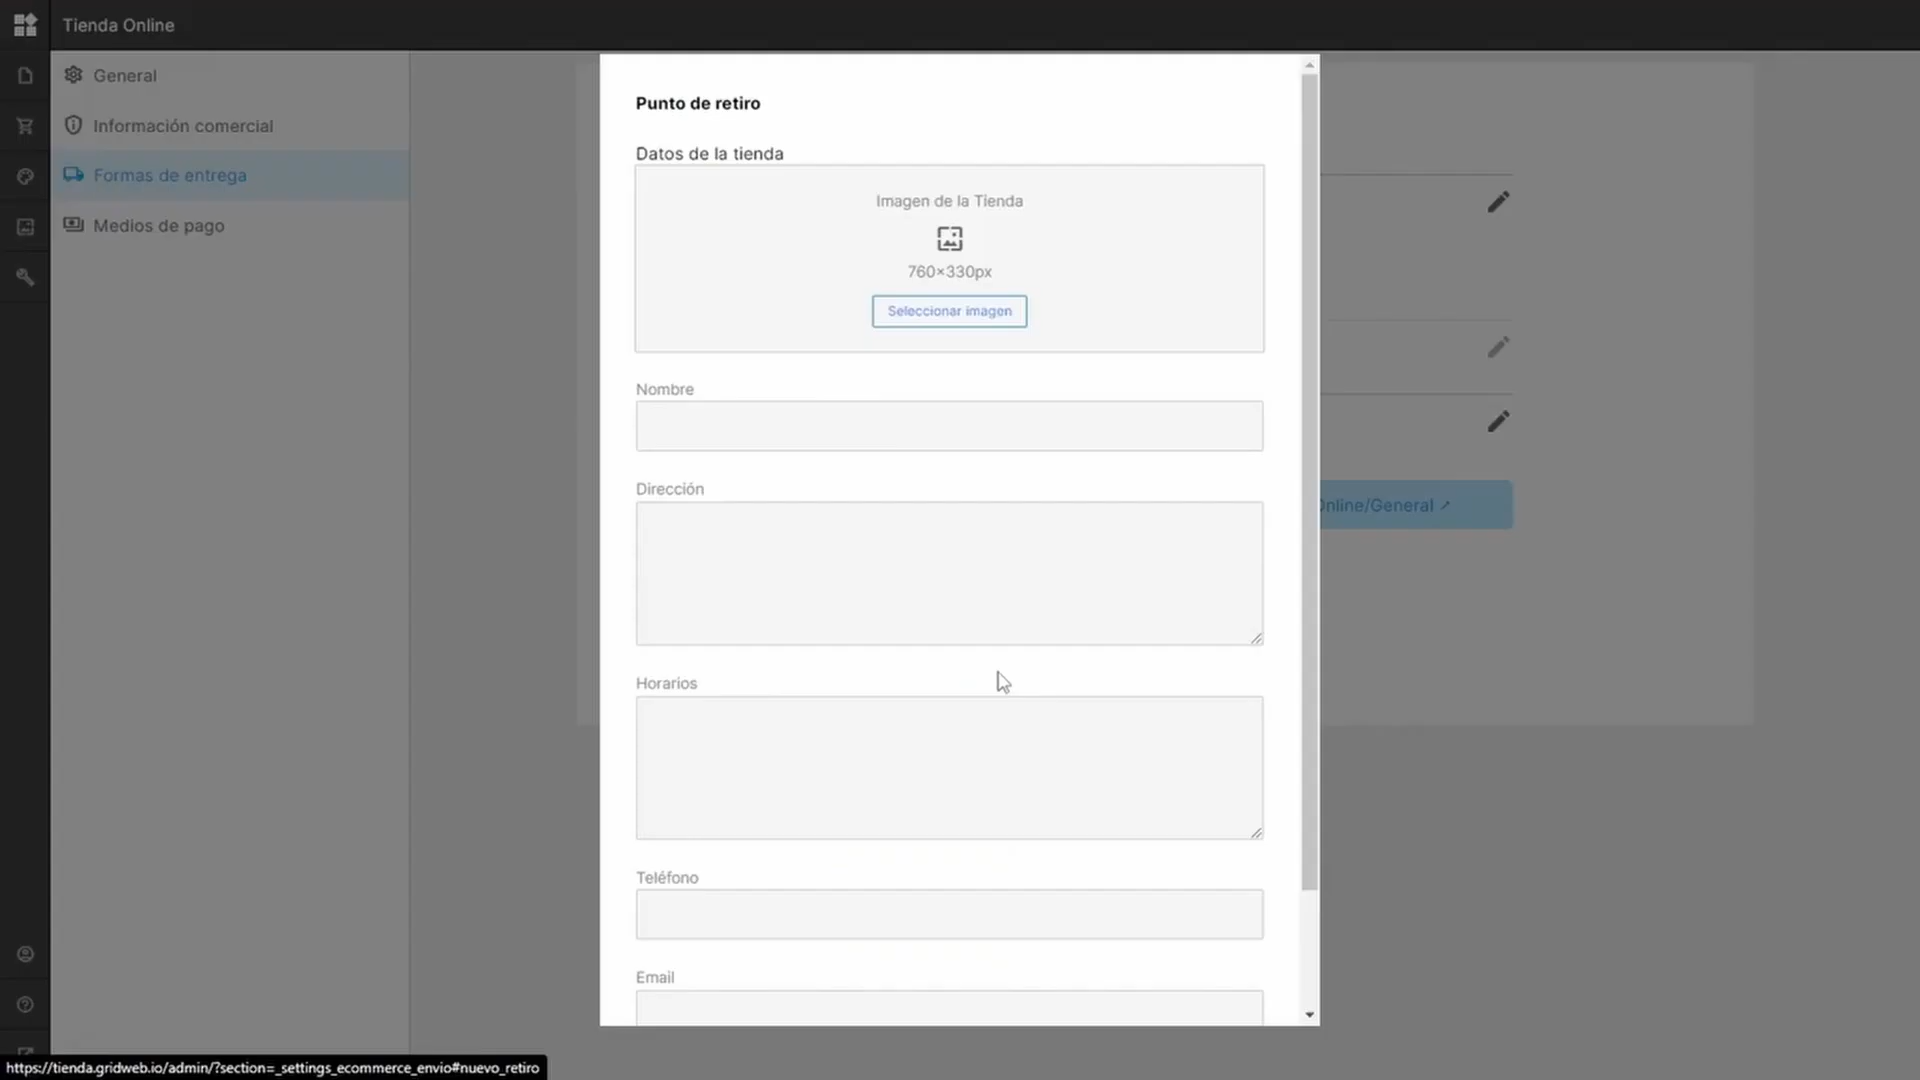 Tienda Online
General
Información comercial
Formas de entrega
Medios de pago
Punto de retiro
Datos de la tienda
Imagen de la Tienda
760×330px
Seleccionar imagen
Nombre
Dirección
Horarios
Teléfono
Email
Online/General ↗
https://tienda.gridweb.io/admin/?section=_settings_ecommerce_envio#nuevo_retiro